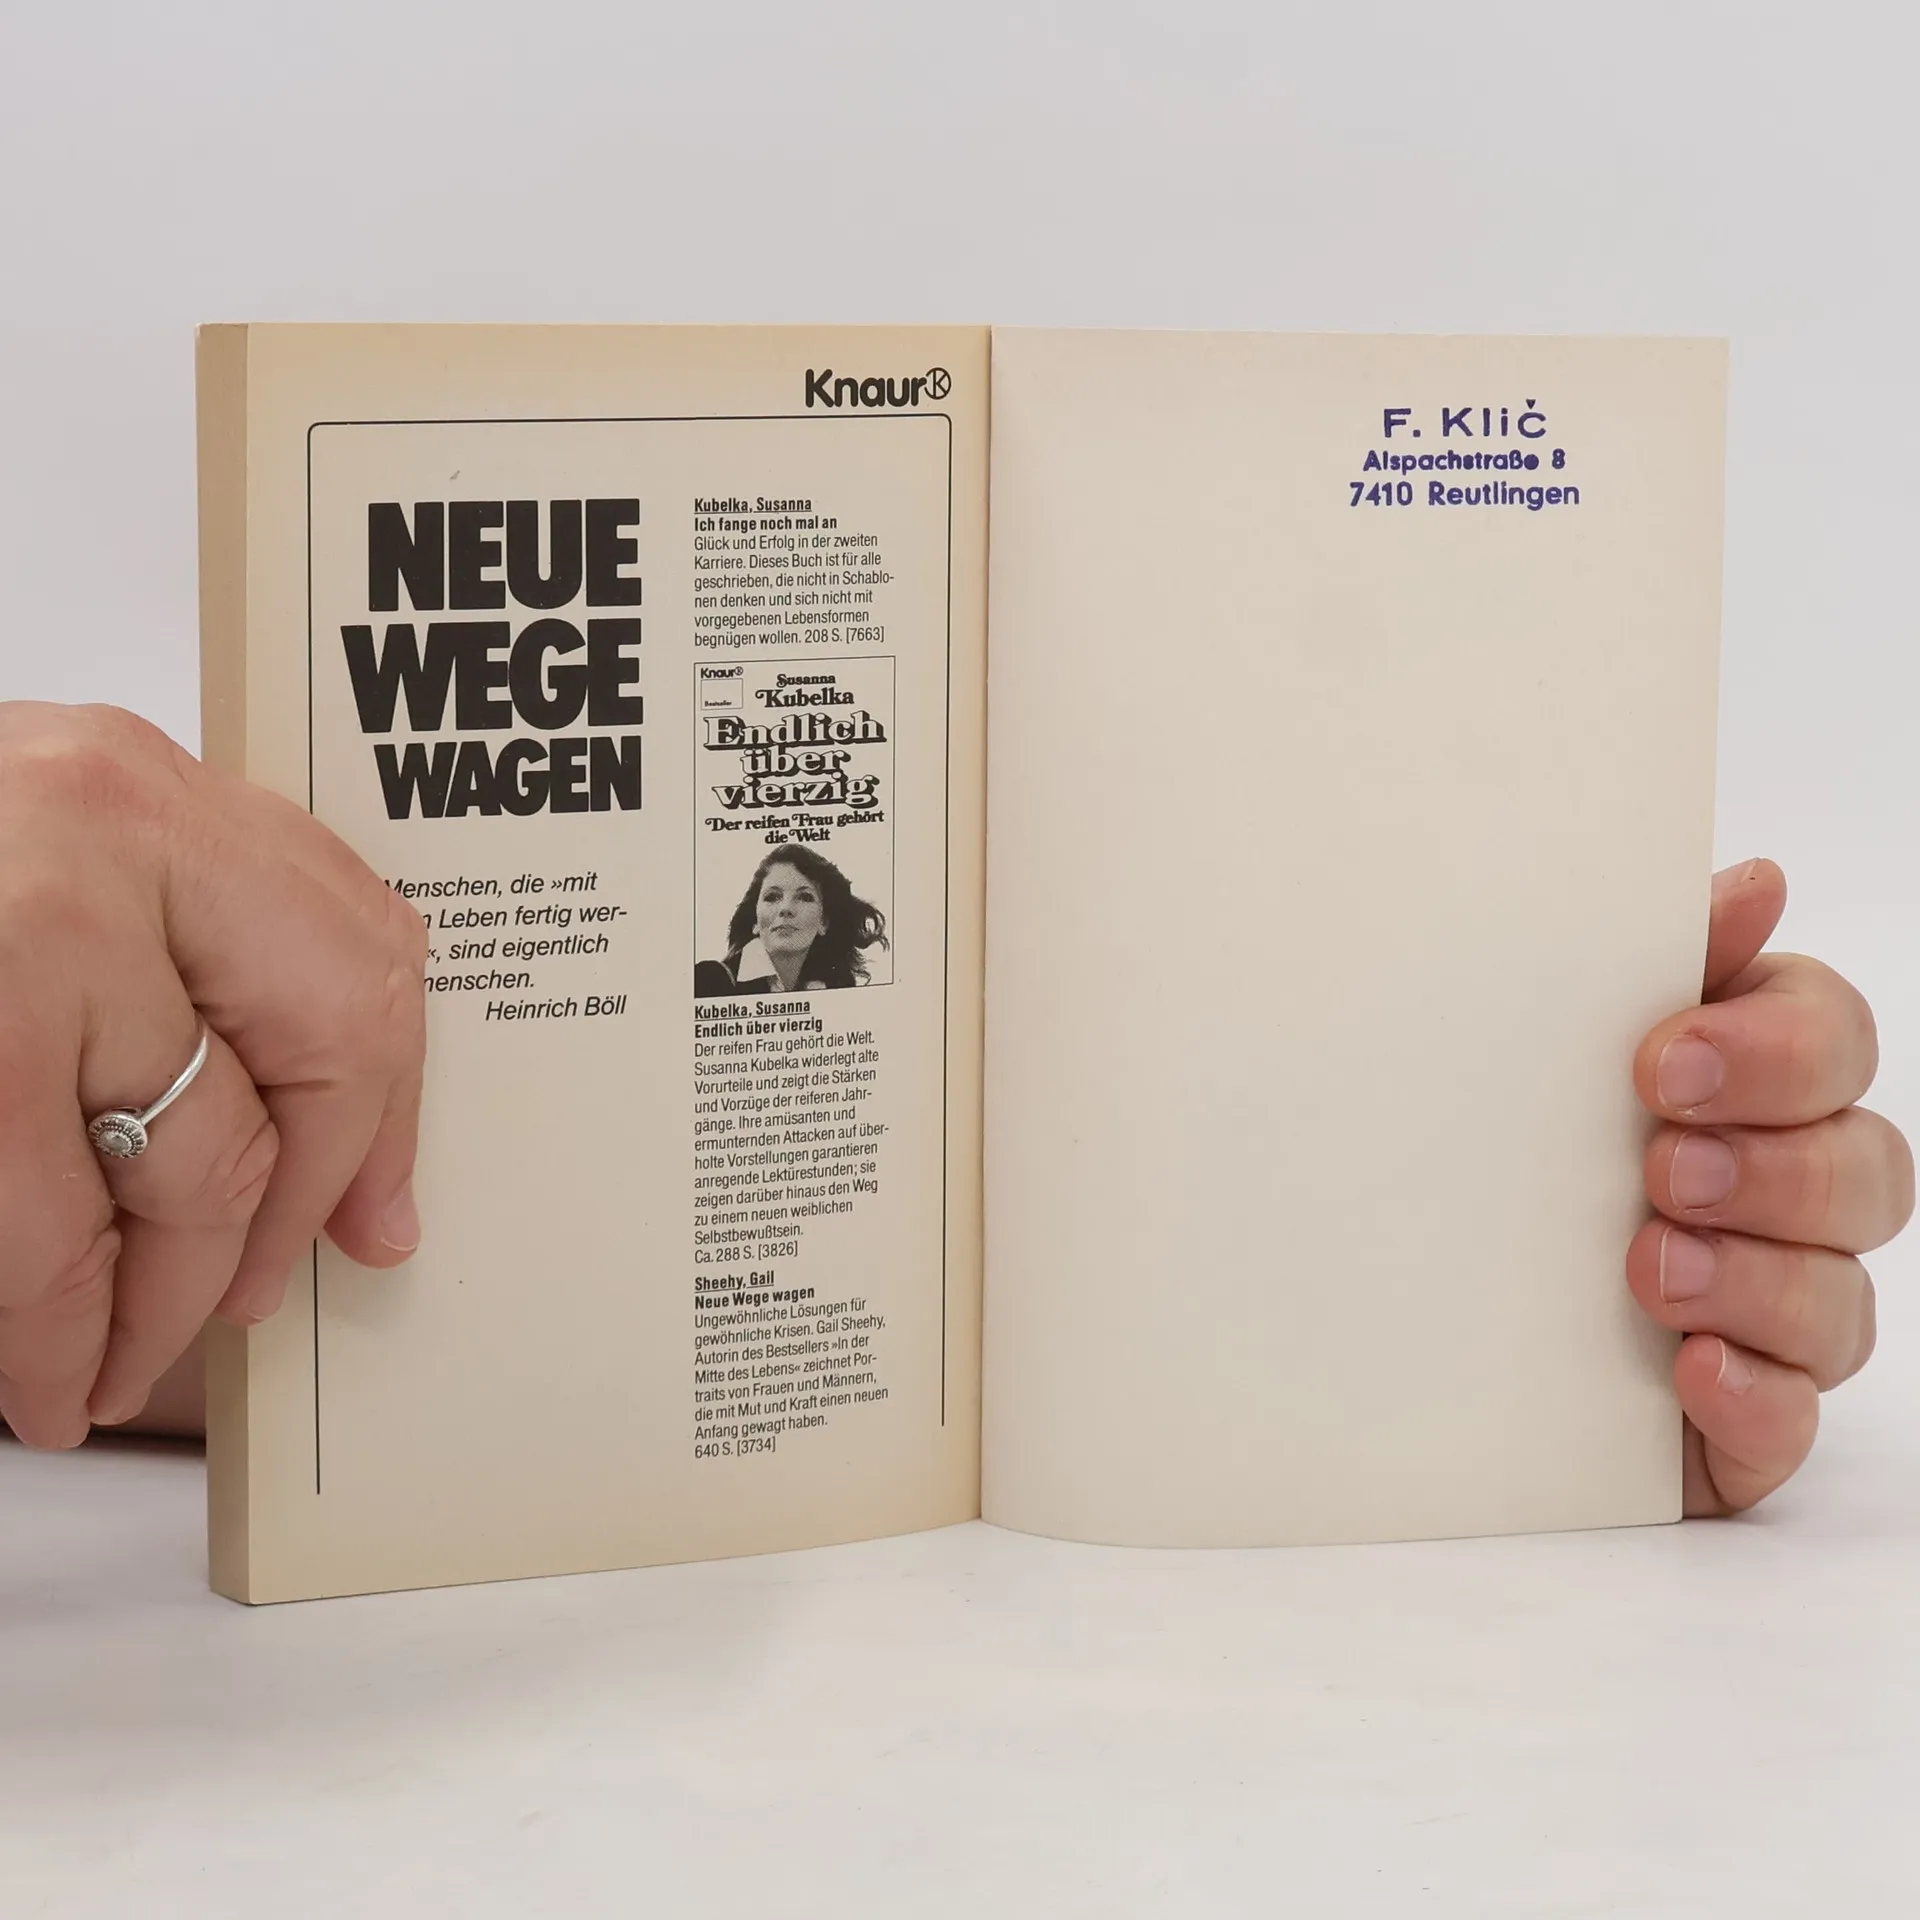 Knaur
NEUE
WEGE
WAGEN
Menschen, die »mit
Leben fertig wer-
«, sind eigentlich
menschen.
Heinrich Böll
Kubelka, Susanna
Ich fange noch mal an
Glück und Erfolg in der zweiten
Karriere. Dieses Buch ist für alle
geschrieben, die nicht in Schablo-
nen denken und sich nicht mit
vorgegebenen Lebensformen
begnügen wollen. 208 S. [7663]
Knaur
Bestseller
Susanna
Kubelka
Endlich
über
vierzig
Der reifen Frau gehört
die Welt
Kubelka, Susanna
Endlich über vierzig
Der reifen Frau gehört die Welt.
Susanna Kubelka widerlegt alte
Vorurteile und zeigt die Stärken
und Vorzüge der reiferen Jahr-
gänge. Ihre amüsanten und
ermunternden Attacken auf über-
holte Vorstellungen garantieren
anregende Lektürestunden; sie
zeigen darüber hinaus den Weg
zu einem neuen weiblichen
Selbstbewußtsein.
Ca. 288 S. [3826]
Sheehy, Gail
Neue Wege wagen
Ungewöhnliche Lösungen für
gewöhnliche Krisen. Gail Sheehy,
Autorin des Bestsellers »In der
Mitte des Lebens« zeichnet Por-
traits von Frauen und Männern,
die mit Mut und Kraft einen neuen
Anfang gewagt haben.
640 S. [3734]
F. Klič
Alspachstraße 8
7410 Reutlingen